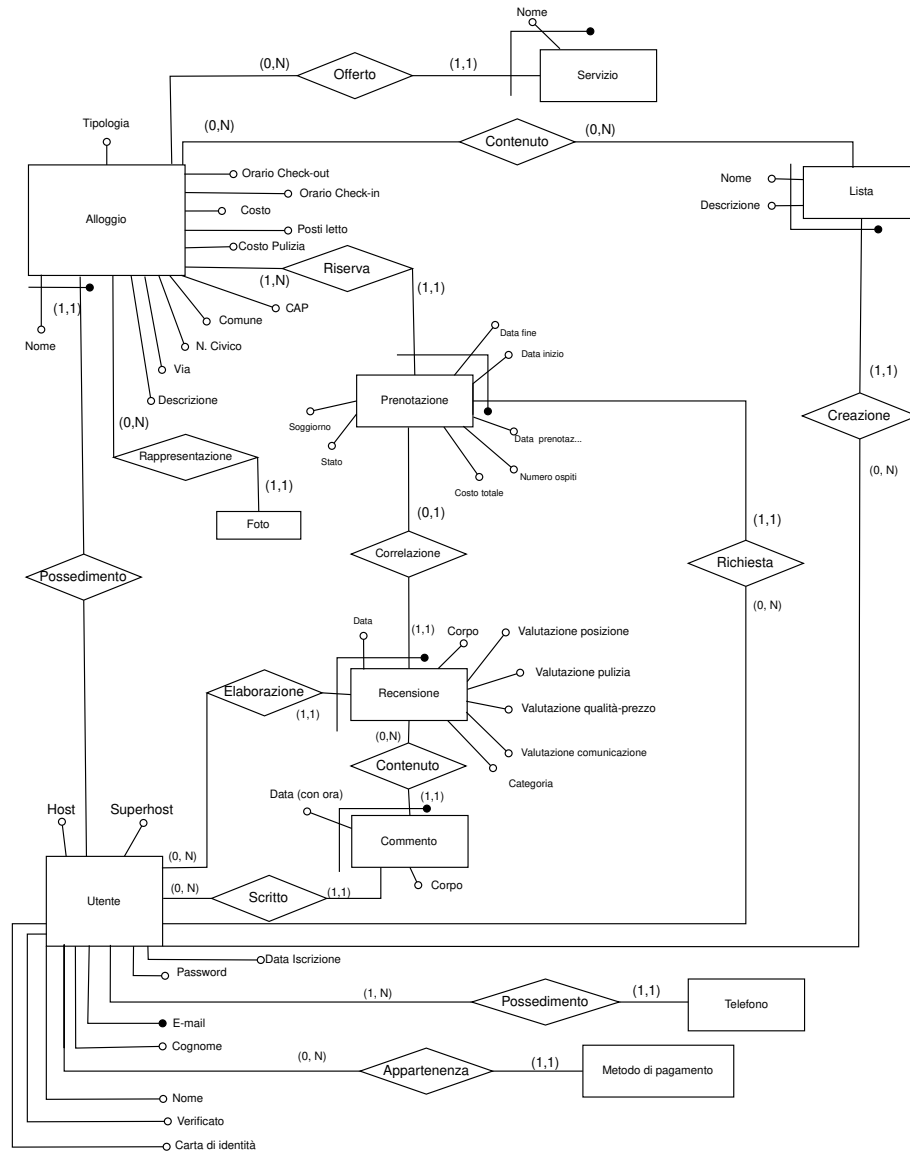 Nome
(0,N)
Offerto
(1,1)
Servizio
Tipologia
(0,N)
Contenuto
(0,N)
Orario Check-out
Orario Check-in
Costo
Posti letto
Costo Pulizia
Alloggio
Nome
Descrizione
Lista
(1,N)
Riserva
(1,1)
(1,1)
CAP
Comune
N. Civico
Via
Descrizione
Nome
Data fine
Data inizio
Prenotazione
Soggiorno
Stato
Data prenotaz...
Numero ospiti
Costo totale
(1,1)
Creazione
(0, N)
(0,N)
Rappresentazione
(1,1)
Foto
(0,1)
Correlazione
(1,1)
Richiesta
(0, N)
Possedimento
(1,1)
Data
Corpo
Valutazione posizione
Valutazione pulizia
Valutazione qualità-prezzo
Valutazione comunicazione
Categoria
Recensione
Elaborazione
(1,1)
(0,N)
Contenuto
(1,1)
Data (con ora)
Commento
Corpo
Host
Superhost
(0, N)
(0, N)
Scritto
(1,1)
Utente
Data Iscrizione
Password
E-mail
Cognome
Nome
Verificato
Carta di identità
(1, N)
Possedimento
(1,1)
Telefono
(0, N)
Appartenenza
(1,1)
Metodo di pagamento